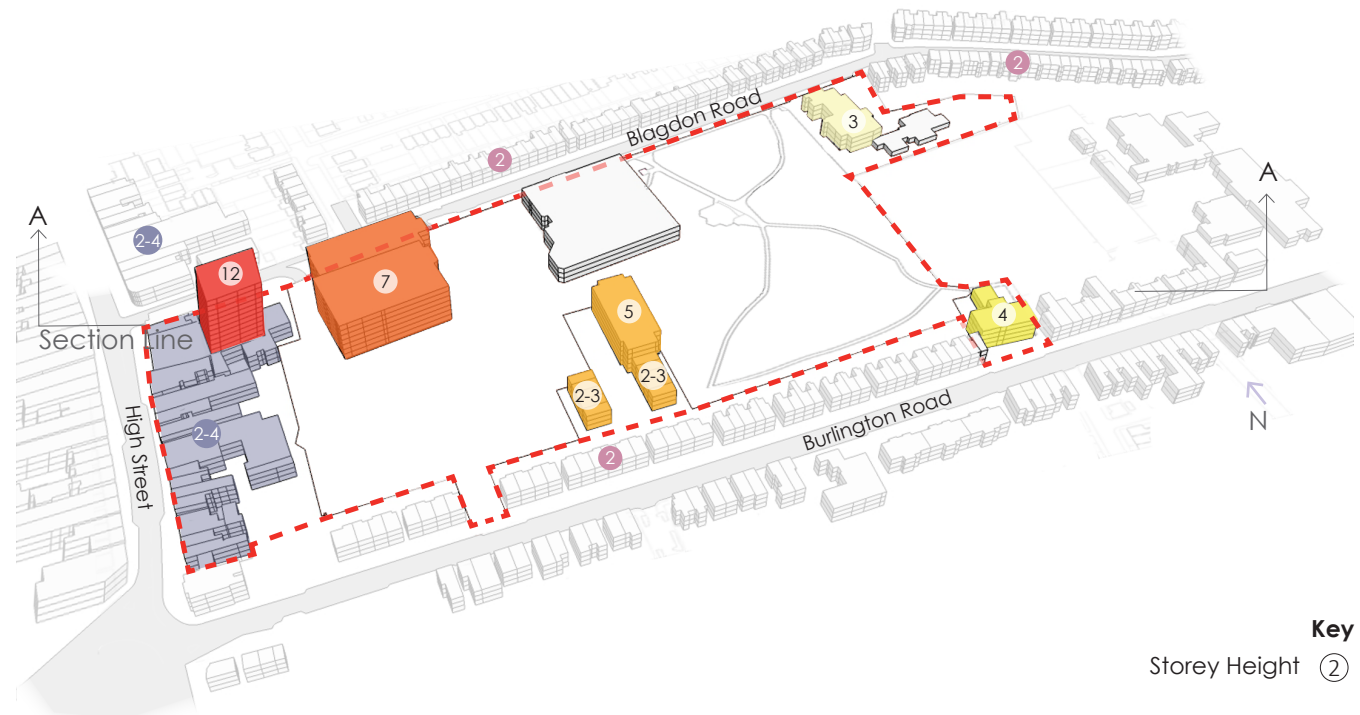 2
Blagdon Road
3
2
A
A
2-4
12
7
5
4
Section Line
2-3
2-3
High Street
2-4
2
Burlington Road
N
Key
Storey Height 2